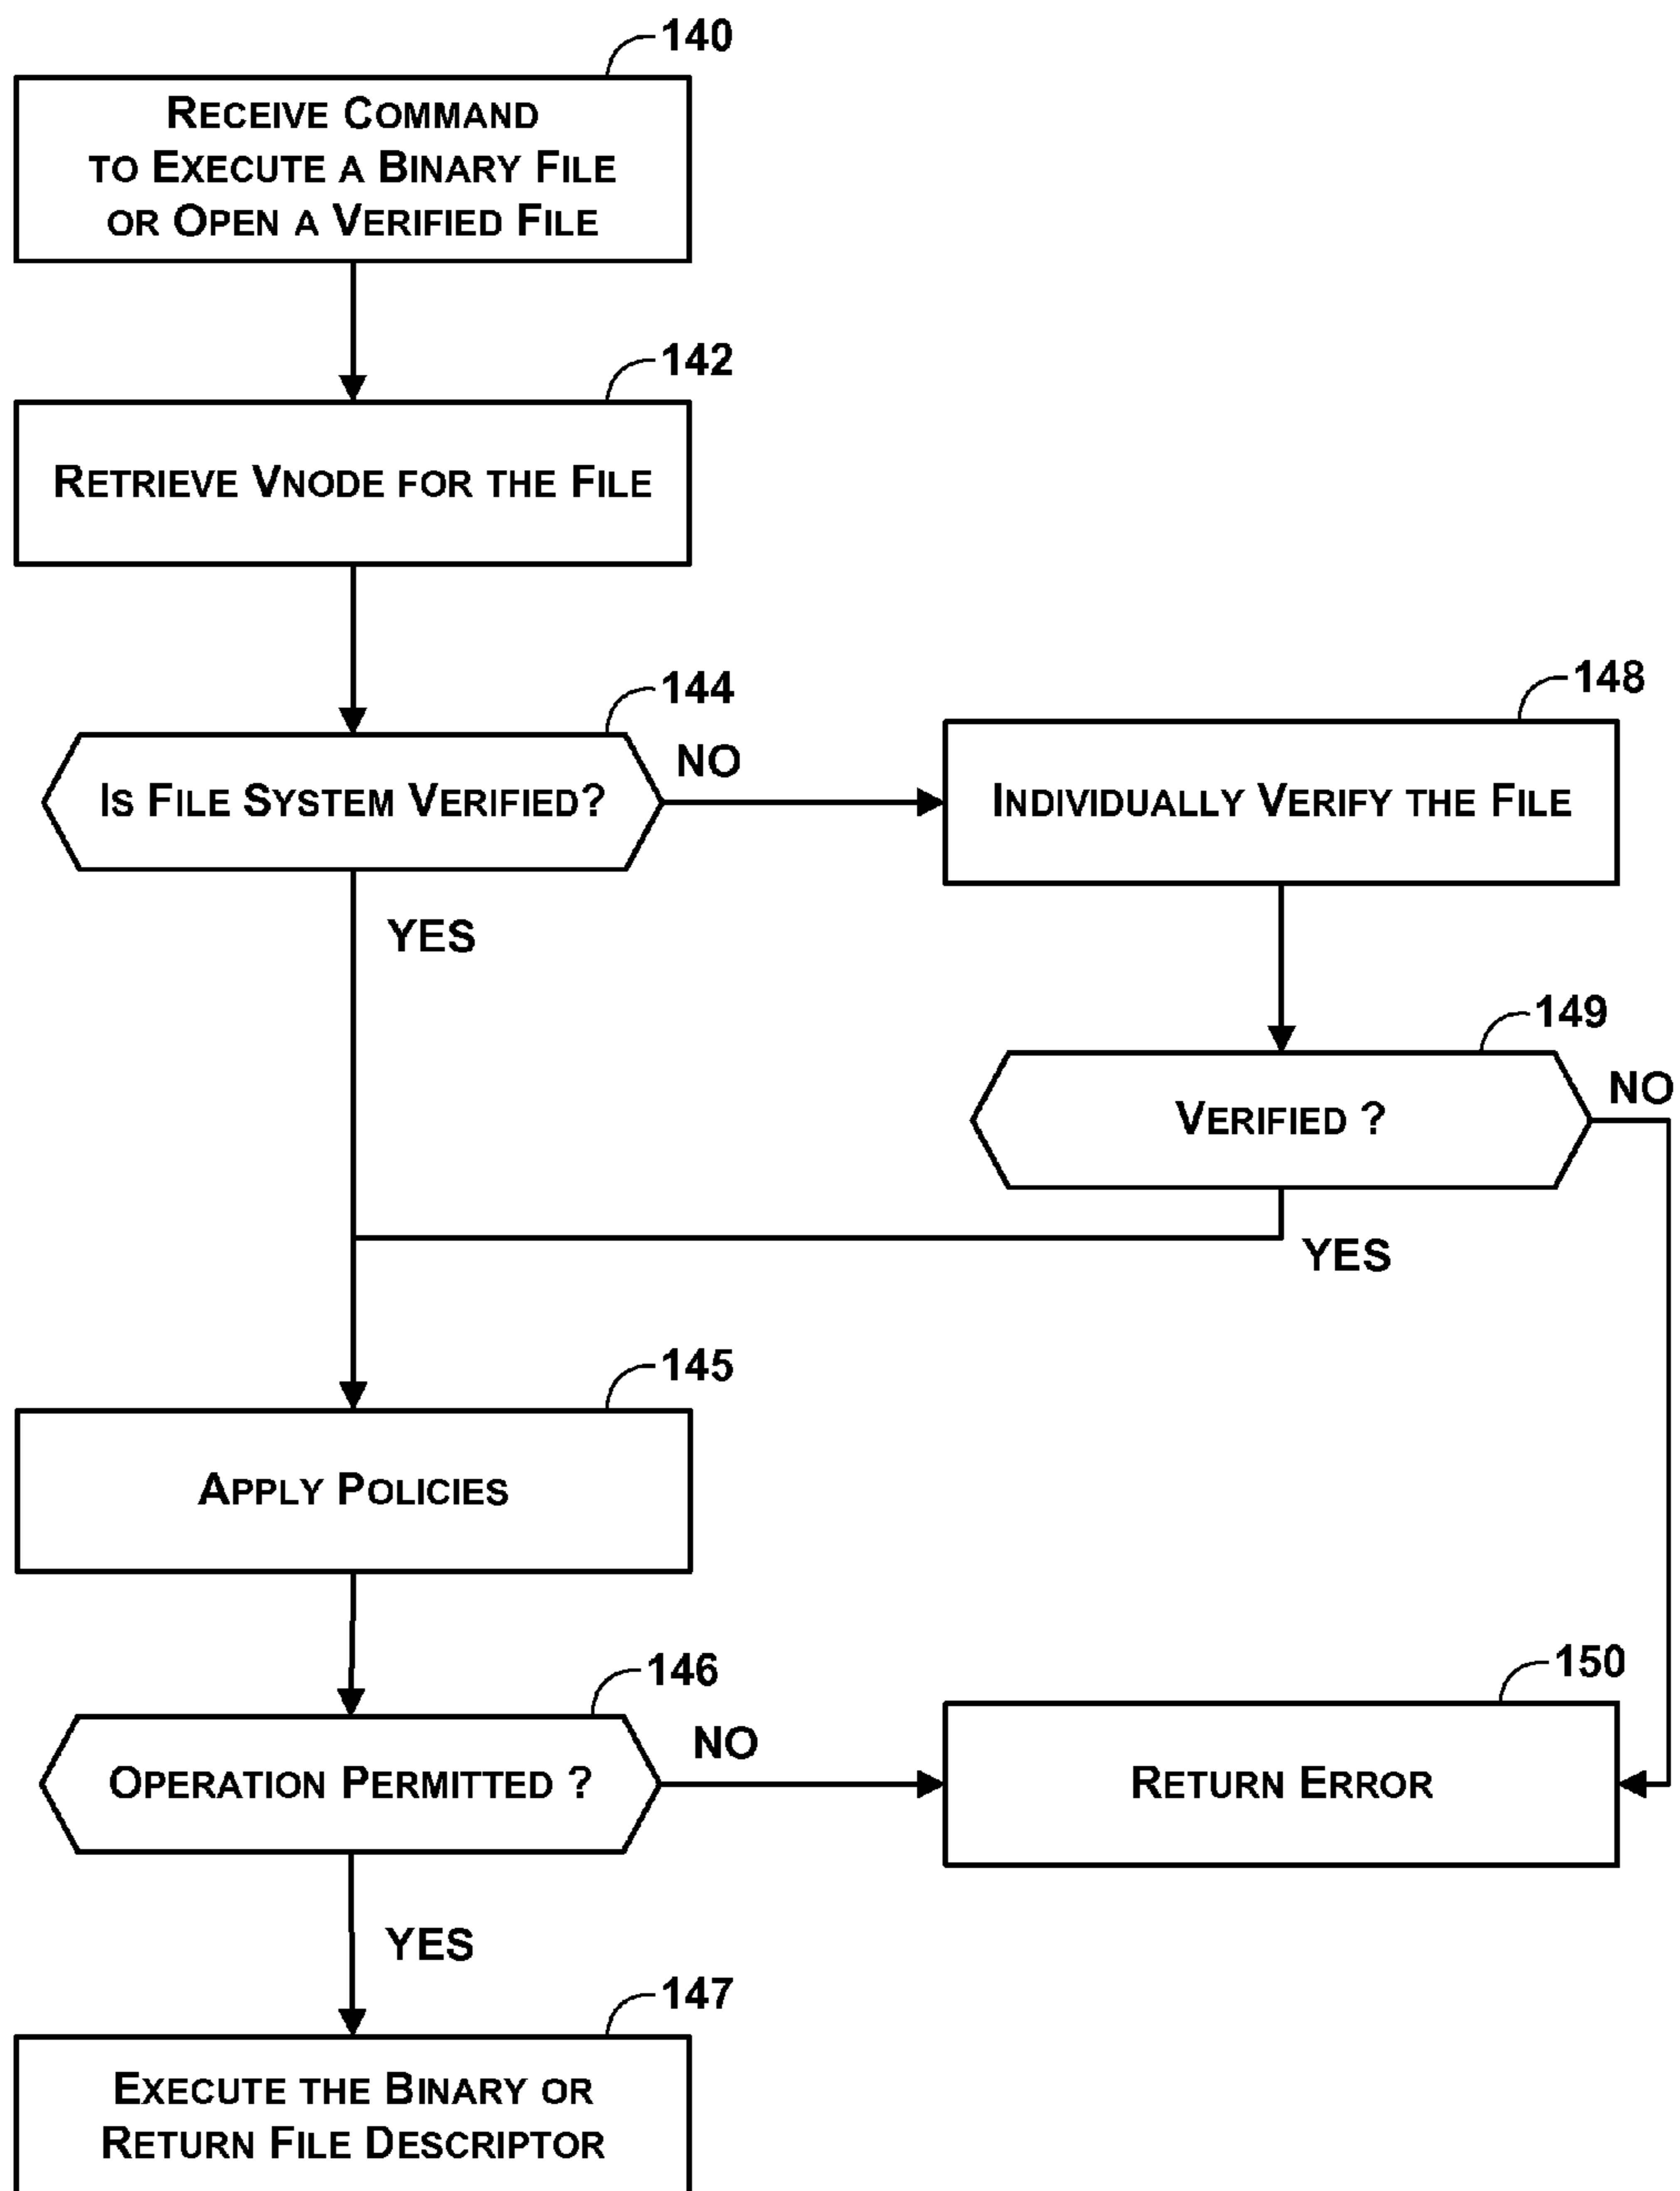 140
RECEIVE COMMAND
TO EXECUTE A BINARY FILE
OR OPEN A VERIFIED FILE
142
RETRIEVE VNODE FOR THE FILE
144
IS FILE SYSTEM VERIFIED?
NO
YES
148
INDIVIDUALLY VERIFY THE FILE
149
VERIFIED ?
NO
YES
145
APPLY POLICIES
146
OPERATION PERMITTED ?
NO
YES
150
RETURN ERROR
147
EXECUTE THE BINARY OR
RETURN FILE DESCRIPTOR